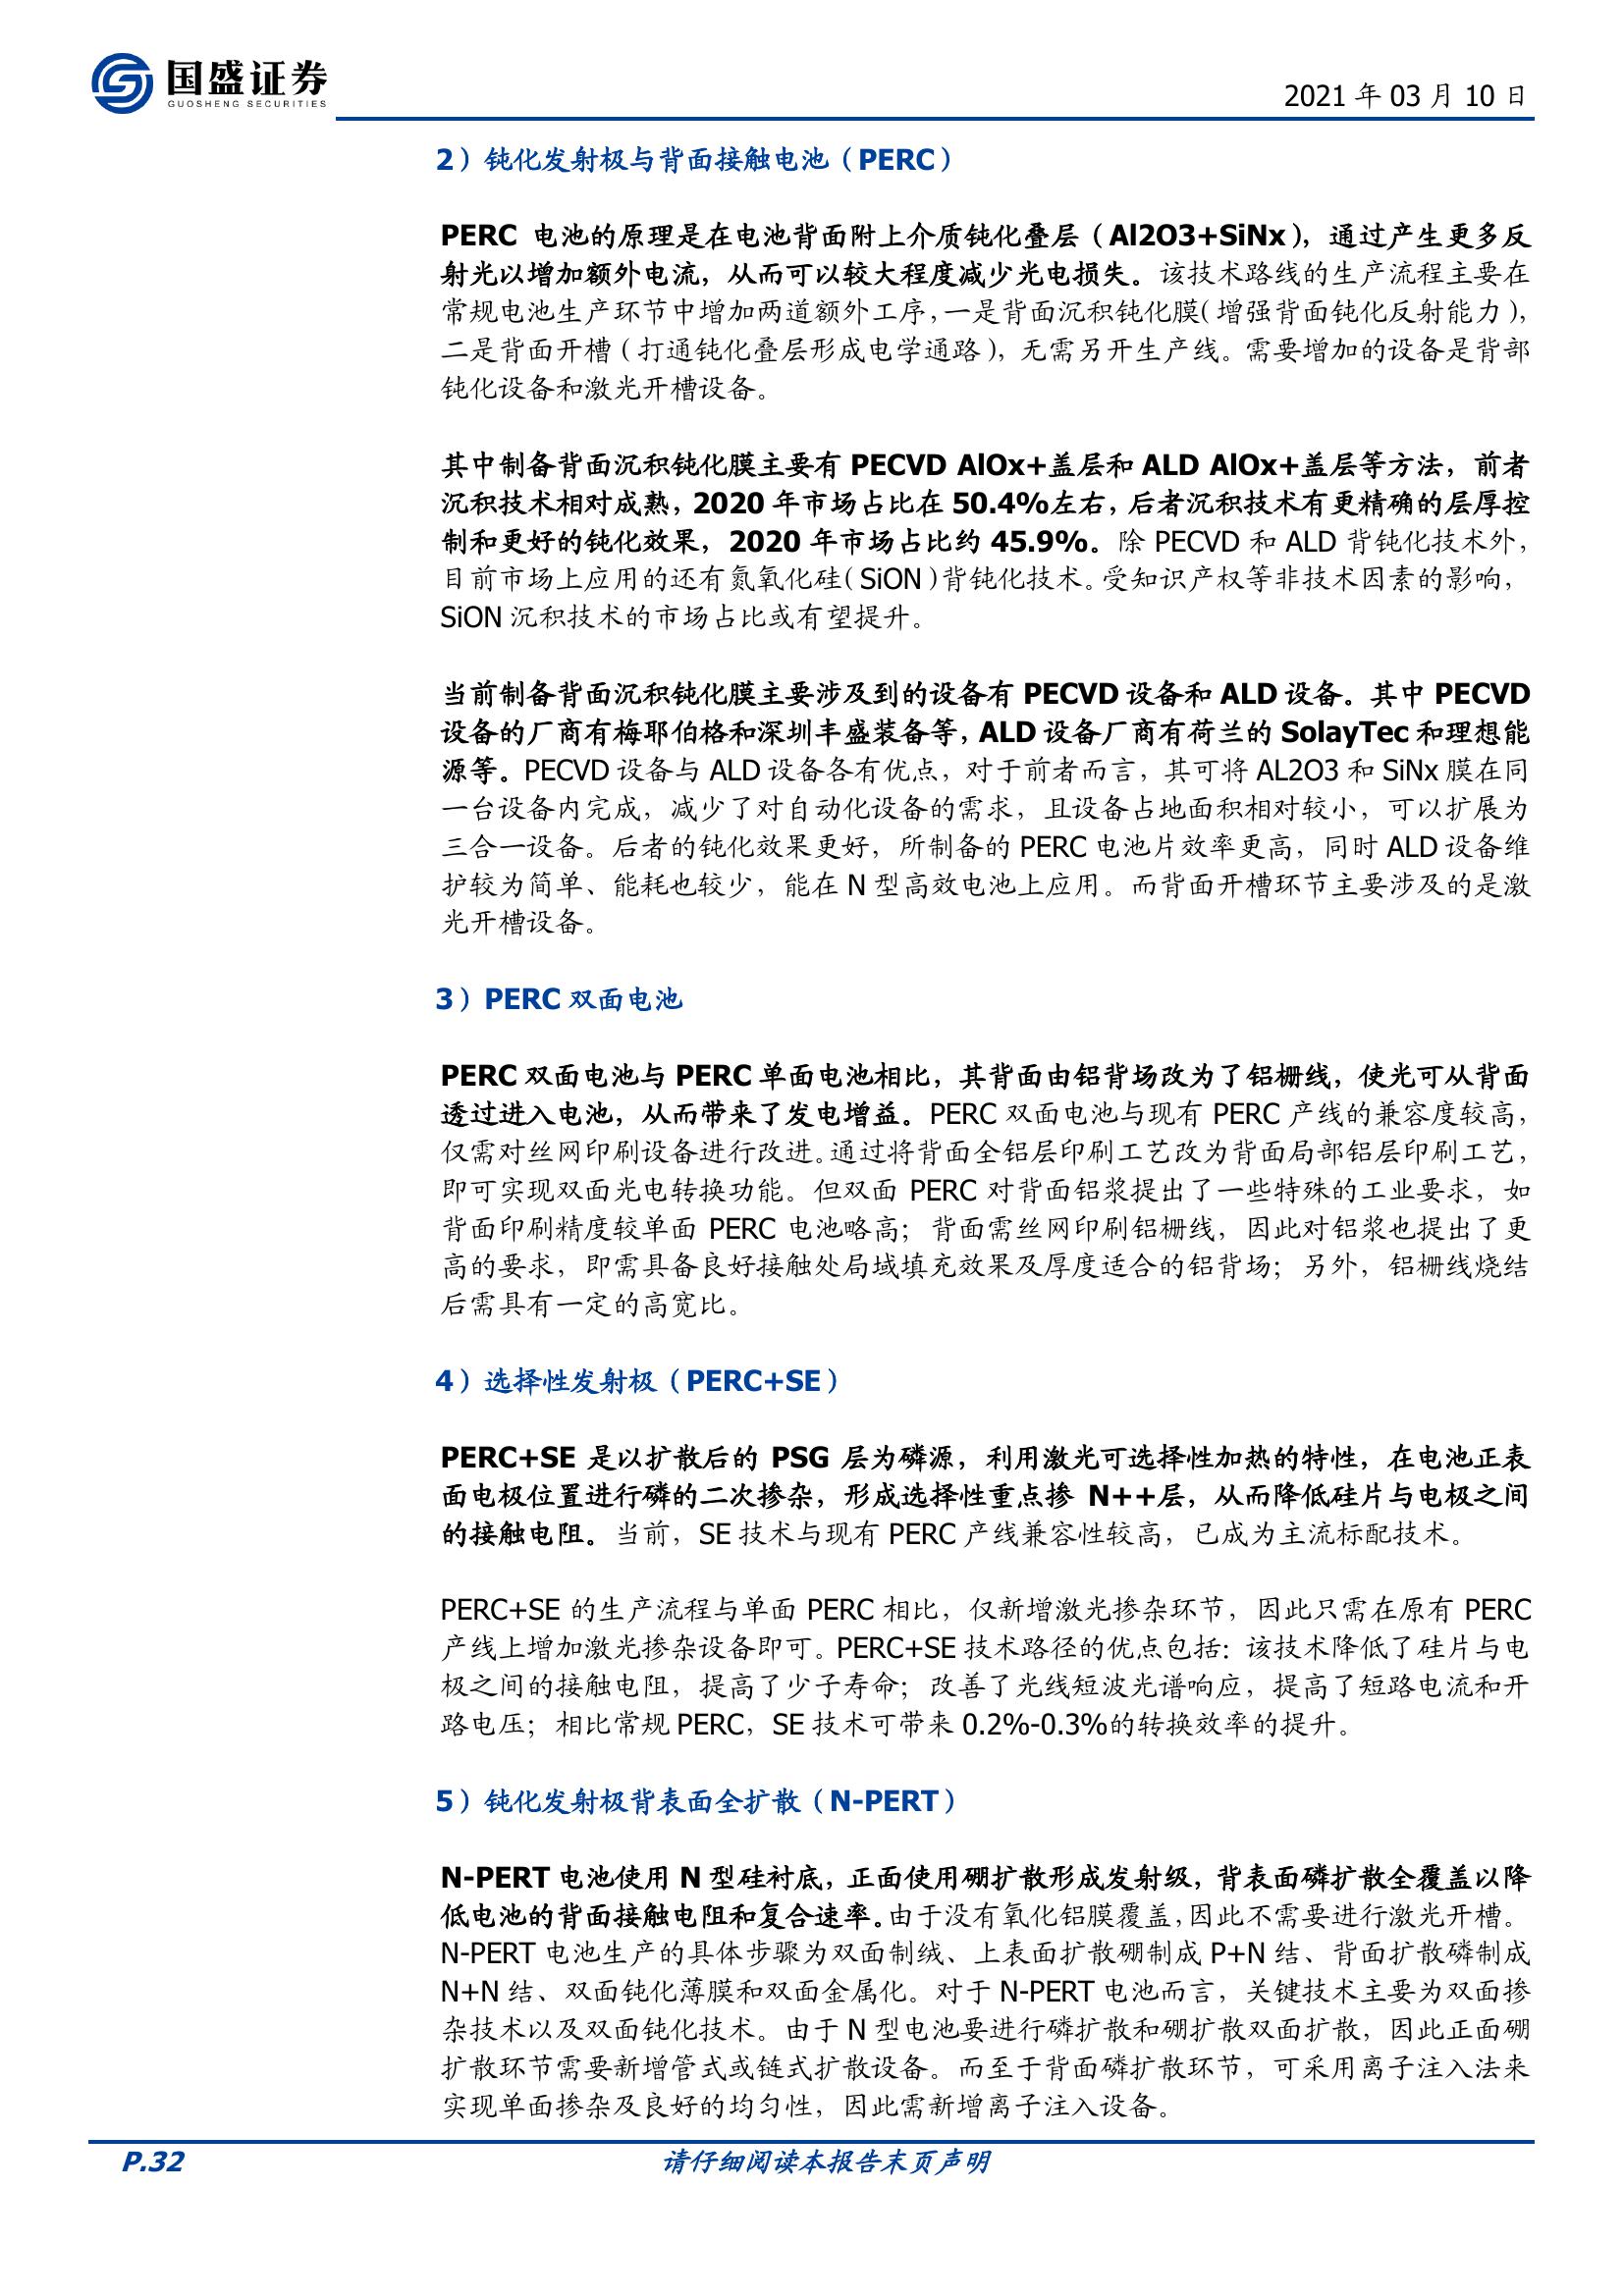 国盛证券
GUOSHENG SECURITIES
2021 年 03 月 10 日
2）钝化发射极与背面接触电池（PERC）
PERC 电池的原理是在电池背面附上介质钝化叠层（Al2O3+SiNx），通过产生更多反
射光以增加额外电流，从而可以较大程度减少光电损失。该技术路线的生产流程主要在
常规电池生产环节中增加两道额外工序，一是背面沉积钝化膜（增强背面钝化反射能力），
二是背面开槽（打通钝化叠层形成电学通路），无需另开生产线。需要增加的设备是背部
钝化设备和激光开槽设备。
其中制备背面沉积钝化膜主要有 PECVD AlOx+盖层和 ALD AlOx+盖层等方法，前者
沉积技术相对成熟，2020 年市场占比在 50.4%左右，后者沉积技术有更精确的层厚控
制和更好的钝化效果，2020 年市场占比约 45.9%。除 PECVD 和 ALD 背钝化技术外，
目前市场上应用的还有氮氧化硅（SiON）背钝化技术。受知识产权等非技术因素的影响，
SiON 沉积技术的市场占比或有望提升。
当前制备背面沉积钝化膜主要涉及到的设备有 PECVD 设备和 ALD 设备。其中 PECVD
设备的厂商有梅耶伯格和深圳丰盛装备等，ALD 设备厂商有荷兰的 SolayTec 和理想能
源等。PECVD 设备与 ALD 设备各有优点，对于前者而言，其可将 AL2O3 和 SiNx 膜在同
一台设备内完成，减少了对自动化设备的需求，且设备占地面积相对较小，可以扩展为
三合一设备。后者的钝化效果更好，所制备的 PERC 电池片效率更高，同时 ALD 设备维
护较为简单、能耗也较少，能在 N 型高效电池上应用。而背面开槽环节主要涉及的是激
光开槽设备。
3）PERC 双面电池
PERC 双面电池与 PERC 单面电池相比，其背面由铝背场改为了铝栅线，使光可从背面
透过进入电池，从而带来了发电增益。PERC 双面电池与现有 PERC 产线的兼容度较高，
仅需对丝网印刷设备进行改进。通过将背面全铝层印刷工艺改为背面局部铝层印刷工艺，
即可实现双面光电转换功能。但双面 PERC 对背面铝浆提出了一些特殊的工业要求，如
背面印刷精度较单面 PERC 电池略高；背面需丝网印刷铝栅线，因此对铝浆也提出了更
高的要求，即需具备良好接触处局域填充效果及厚度适合的铝背场；另外，铝栅线烧结
后需具有一定的高宽比。
4）选择性发射极（PERC+SE）
PERC+SE 是以扩散后的 PSG 层为磷源，利用激光可选择性加热的特性，在电池正表
面电极位置进行磷的二次掺杂，形成选择性重点掺 N++层，从而降低硅片与电极之间
的接触电阻。当前，SE 技术与现有 PERC 产线兼容性较高，已成为主流标配技术。
PERC+SE 的生产流程与单面 PERC 相比，仅新增激光掺杂环节，因此只需在原有 PERC
产线上增加激光掺杂设备即可。PERC+SE 技术路径的优点包括：该技术降低了硅片与电
极之间的接触电阻，提高了少子寿命；改善了光线短波光谱响应，提高了短路电流和开
路电压；相比常规 PERC，SE 技术可带来 0.2%-0.3%的转换效率的提升。
5）钝化发射极背表面全扩散（N-PERT）
N-PERT 电池使用 N 型硅衬底，正面使用硼扩散形成发射级，背表面磷扩散全覆盖以降
低电池的背面接触电阻和复合速率。由于没有氧化铝膜覆盖，因此不需要进行激光开槽。
N-PERT 电池生产的具体步骤为双面制绒、上表面扩散硼制成 P+N 结、背面扩散磷制成
N+N 结、双面钝化薄膜和双面金属化。对于 N-PERT 电池而言，关键技术主要为双面掺
杂技术以及双面钝化技术。由于 N 型电池要进行磷扩散和硼扩散双面扩散，因此正面硼
扩散环节需要新增管式或链式扩散设备。而至于背面磷扩散环节，可采用离子注入法来
实现单面掺杂及良好的均匀性，因此需新增离子注入设备。
P.32
请仔细阅读本报告末页声明